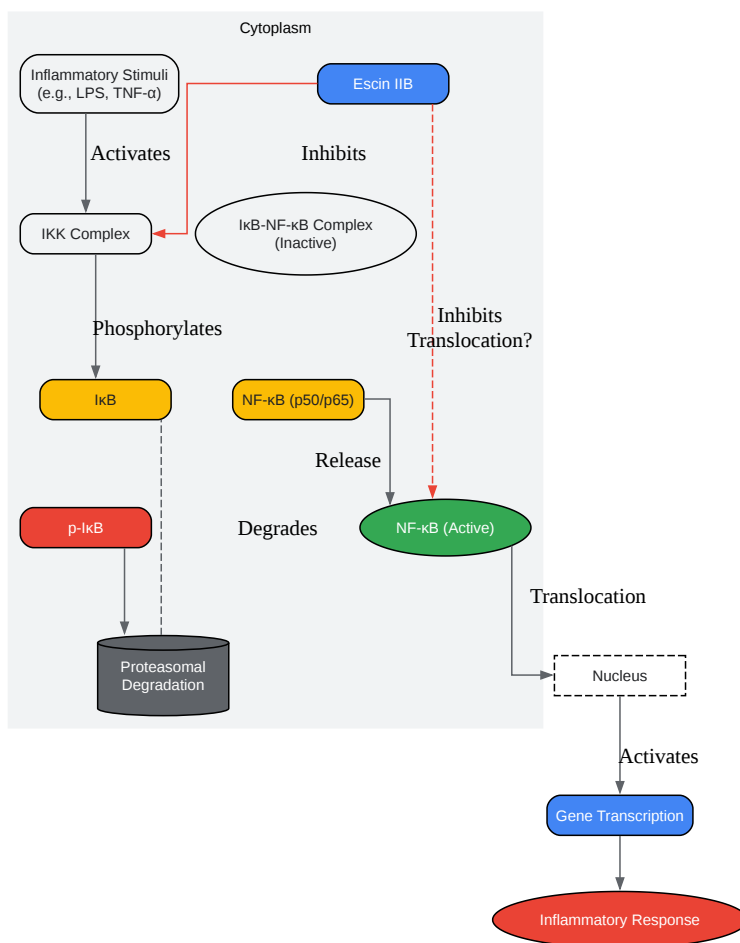 Cytoplasm
Inflammatory Stimuli
(e.g., LPS, TNF-α)
Escin IIB
Activates
Inhibits
IKK Complex
IκB-NF-κB Complex
(Inactive)
Phosphorylates
Inhibits
Translocation?
IκB
NF-κB (p50/p65)
Release
p-IκB
Degrades
NF-κB (Active)
Translocation
Proteasomal
Degradation
Nucleus
Activates
Gene Transcription
Inflammatory Response